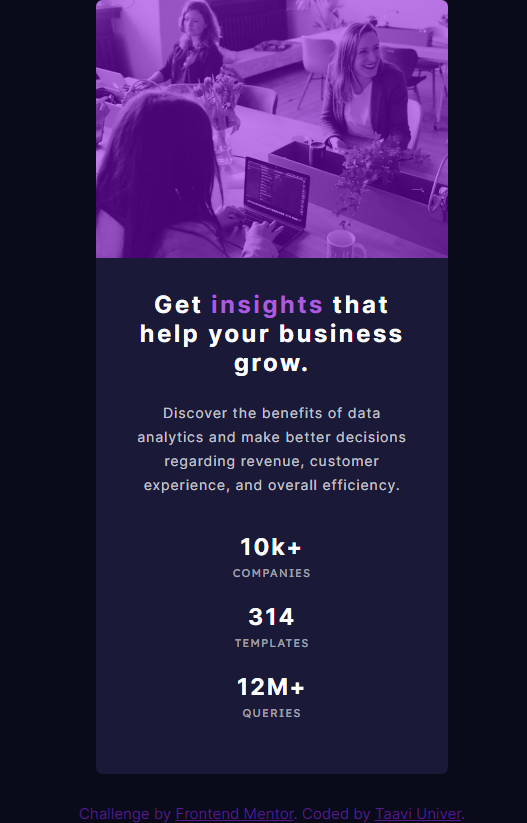 Get insights that
help your business
grow.
Discover the benefits of data
analytics and make better decisions
regarding revenue, customer
experience, and overall efficiency.
10k+
COMPANIES
314
TEMPLATES
12M+
QUERIES
Challenge by Frontend Mentor. Coded by Taavi Univer.